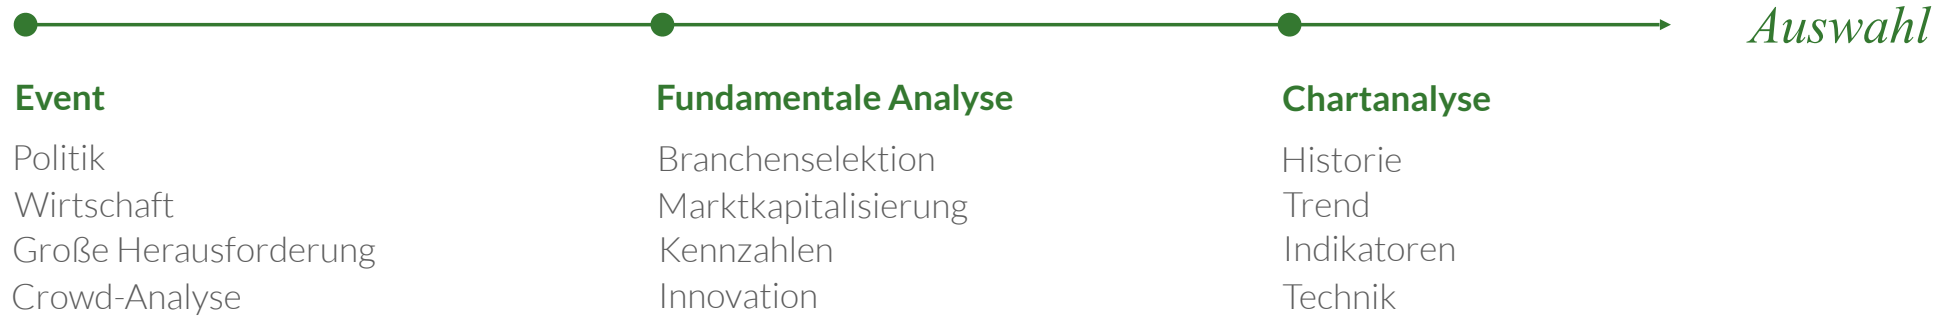 Auswahl
Event
Politik
Wirtschaft
Große Herausforderung
Crowd-Analyse
Fundamentale Analyse
Branchenselektion
Marktkapitalisierung
Kennzahlen
Innovation
Chartanalyse
Historie
Trend
Indikatoren
Technik